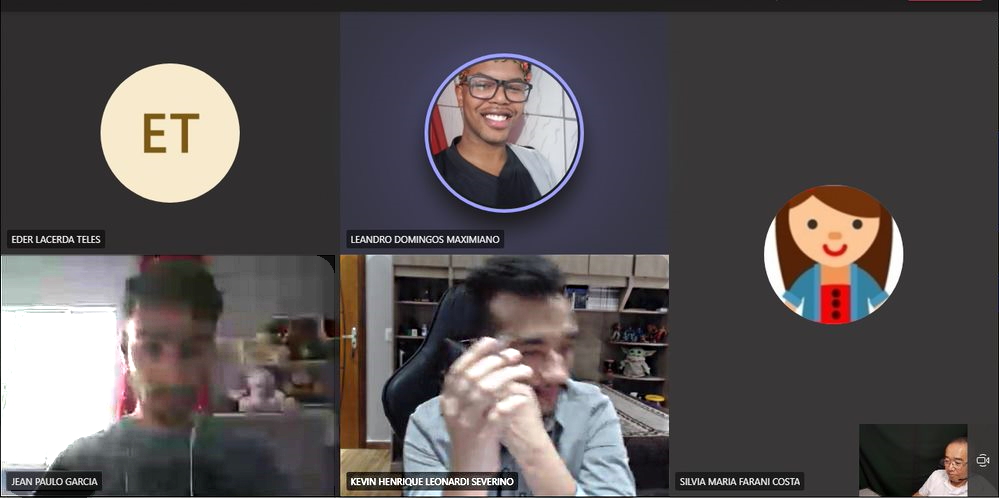 ET
EDER LACERDA TELES
LEANDRO DOMINGOS MAXIMIANO
JEAN PAULO GARCIA
KEVIN HENRIQUE LEONARDI SEVERINO
SILVIA MARIA FARANI COSTA